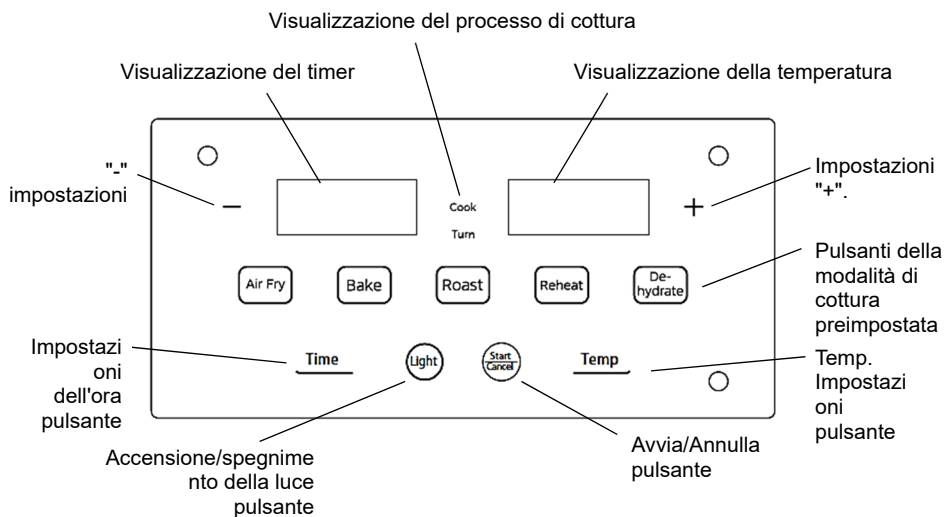 Visualizzazione del processo di cottura
Visualizzazione del timer
Visualizzazione della temperatura
"-"
impostazioni
Impostazioni
"+".
−
Cook
Turn
+
Air Fry
Bake
Roast
Reheat
De-
hydrate
Pulsanti della
modalità di
cottura
preimpostata
Impostazi
oni
dell'ora
pulsante
Time
Light
Start
Cancel
Temp
Temp.
Impostazi
oni
pulsante
Accensione/spegnime
nto della luce
pulsante
Avvia/Annulla
pulsante